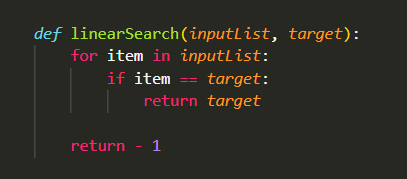 def linearSearch(inputList, target):
    for item in inputList:
        if item == target:
            return target
    return - 1